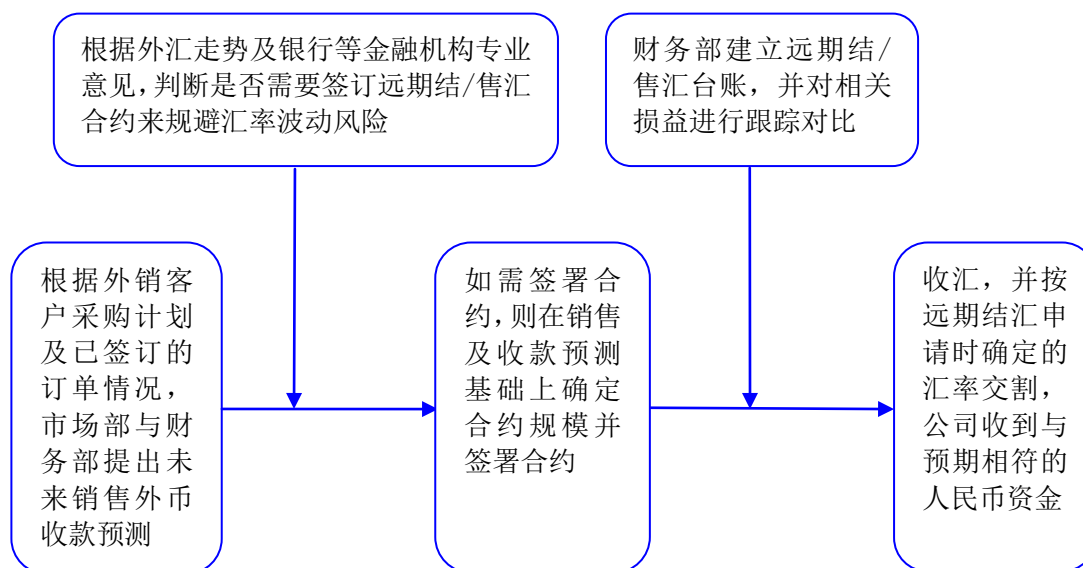 根据外汇走势及银行等金融机构专业
意见,判断是否需要签订远期结/售汇
合约来规避汇率波动风险
财务部建立远期结/
售汇台账，并对相关
损益进行跟踪对比
根据外销客
户采购计划
及已签订的
订单情况，
市场部与财
务部提出未
来销售外币
收款预测
如需签署合
约,则在销售
及收款预测
基础上确定
合约规模并
签署合约
收汇，并按
远期结汇申
请时确定的
汇率交割，
公司收到与
预期相符的
人民币资金